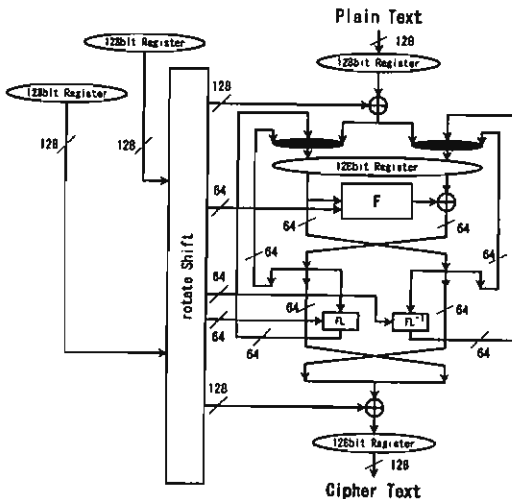 Plain Text
128
128bit Register
128bit Register
128bit Register
128
128
128
128bit Register
F
64
64
64
64
64
rotate Shift
64
64
64
64
FL
FL⁻¹
64
64
64
128
128bit Register
128
Cipher Text